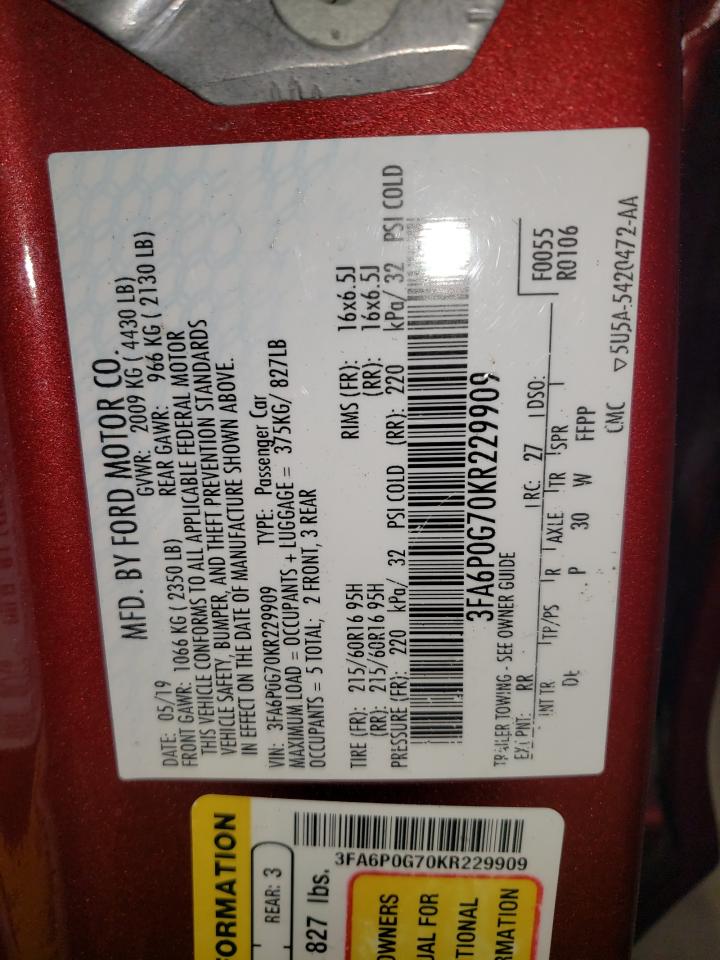 MFD. BY FORD MOTOR CO.
DATE: 05/19 GVWR: 2009 KG ( 4430 LB)
FRONT GAWR: 1066 KG ( 2350 LB) REAR GAWR: 966 KG ( 2130 LB)
THIS VEHICLE CONFORMS TO ALL APPLICABLE FEDERAL MOTOR
VEHICLE SAFETY, BUMPER, AND THEFT PREVENTION STANDARDS
IN EFFECT ON THE DATE OF MANUFACTURE SHOWN ABOVE.
VIN: 3FA6P0G70KR229909 TYPE: Passenger Car
MAXIMUM LOAD = OCCUPANTS + LUGGAGE = 375KG/ 827LB
OCCUPANTS = 5 TOTAL; 2 FRONT, 3 REAR
TIRE (FR): 215/60R16 95H RIMS (FR): 16x6.5J
(RR): 215/60R16 95H (RR): 16x6.5J
PRESSURE (FR): 220 kPa/ 32 PSI COLD (RR): 220 kPa/ 32 PSI COLD
3FA6P0G70KR229909
TRAILER TOWING - SEE OWNER GUIDE
F0055
EXT PNT: RR RC: 27 DSO: R0106
INT TR TP/PS R AXLE TR SPR
P 30 W FFPP
CMC ▽5U5A-5420472-AA
ORMATION
REAR: 3
827 lbs.
3FA6P0G70KR229909
OWNERS
UAL FOR
TIONAL
RMATION